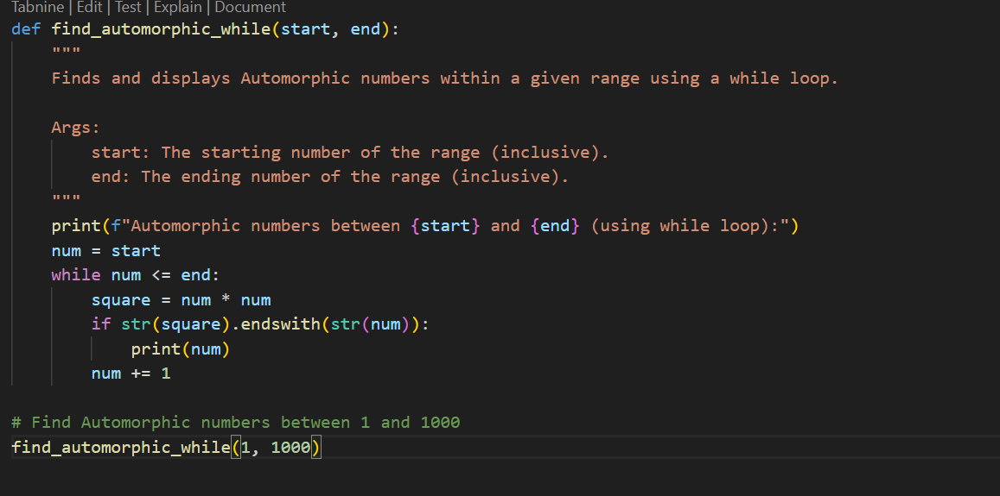 Tabnine | Edit | Test | Explain | Document
def find_automorphic_while(start, end):
    """
    Finds and displays Automorphic numbers within a given range using a while loop.

    Args:
        start: The starting number of the range (inclusive).
        end: The ending number of the range (inclusive).
    """
    print(f"Automorphic numbers between {start} and {end} (using while loop):")
    num = start
    while num <= end:
        square = num * num
        if str(square).endswith(str(num)):
            print(num)
        num += 1

# Find Automorphic numbers between 1 and 1000
find_automorphic_while(1, 1000)